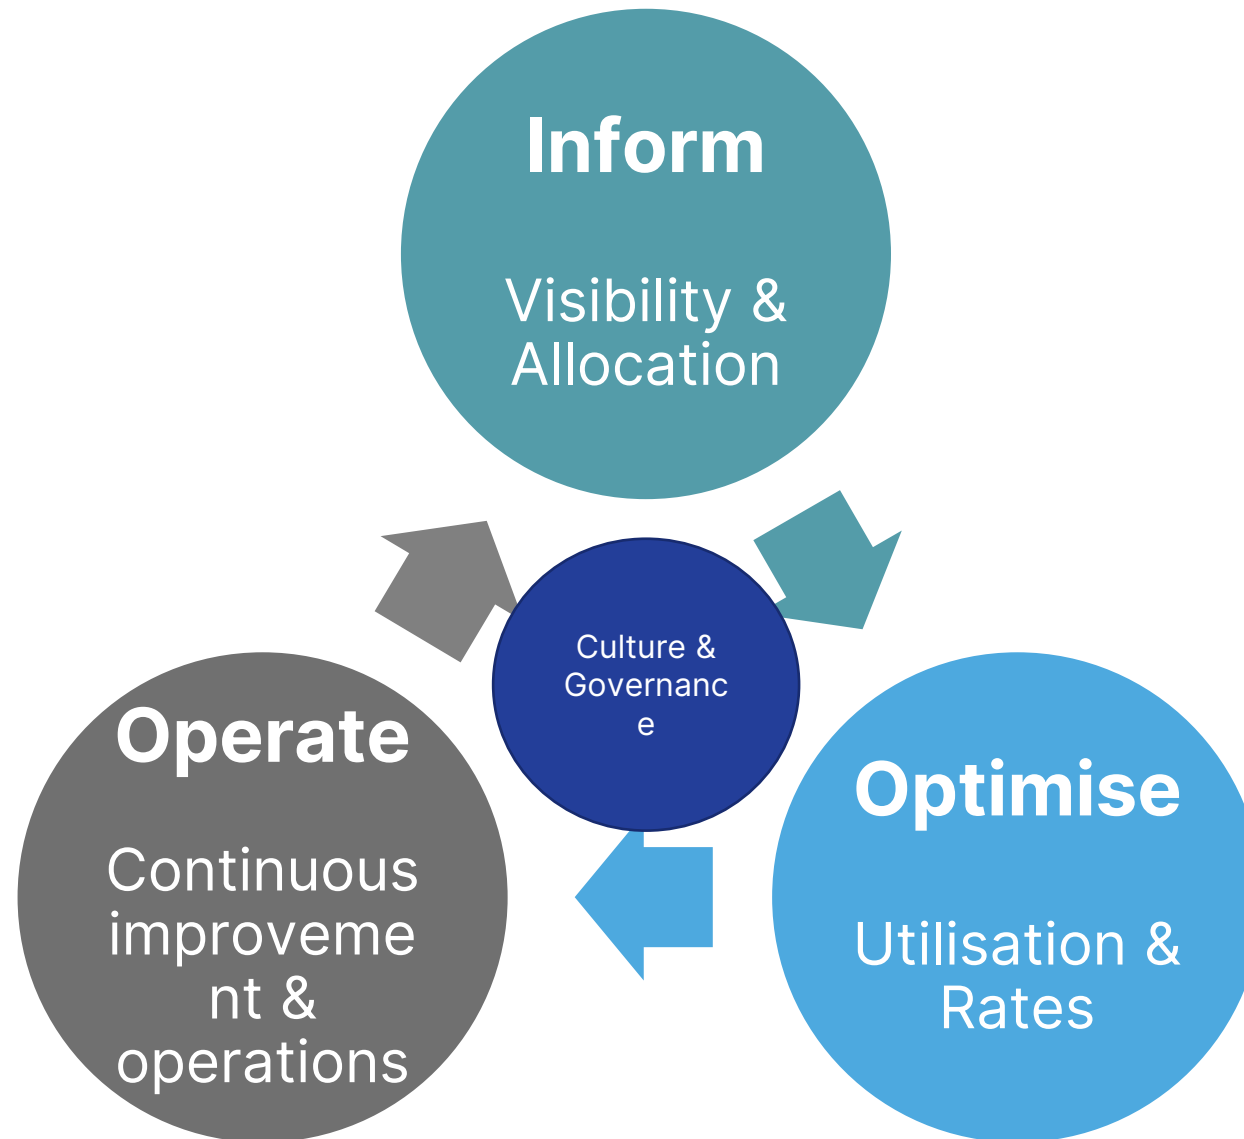 Inform
Visibility &
Allocation
Culture &
Governanc
e
Operate
Continuous
improveme
nt &
operations
Optimise
Utilisation &
Rates